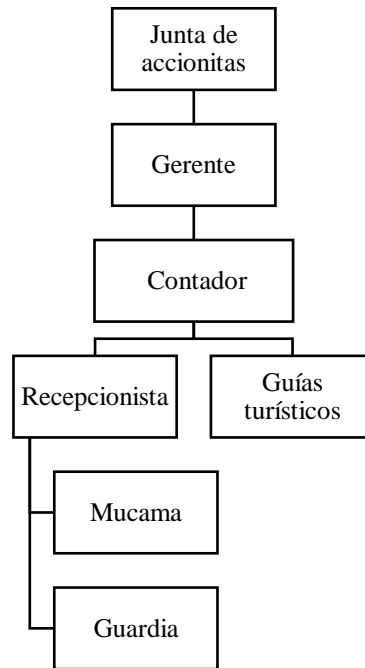 Junta de
accionitas
Gerente
Contador
Recepcionista
Guías
turísticos
Mucama
Guardia